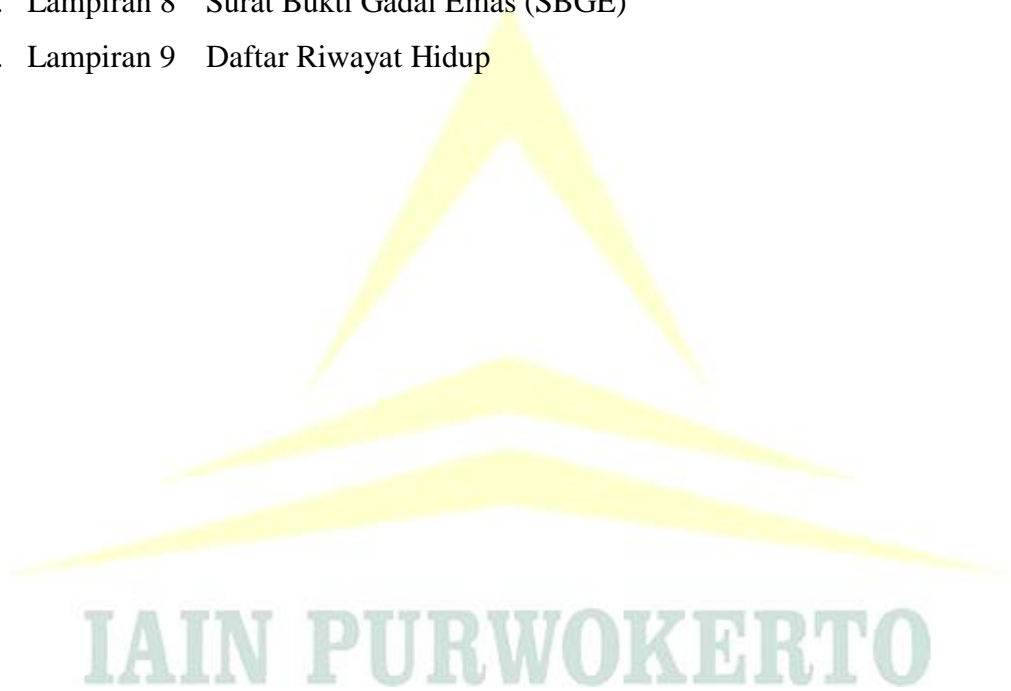 . Lampiran 8 Surat Bukti Gadai Emas (SBGE)
. Lampiran 9 Daftar Riwayat Hidup
IAIN PURWOKERTO